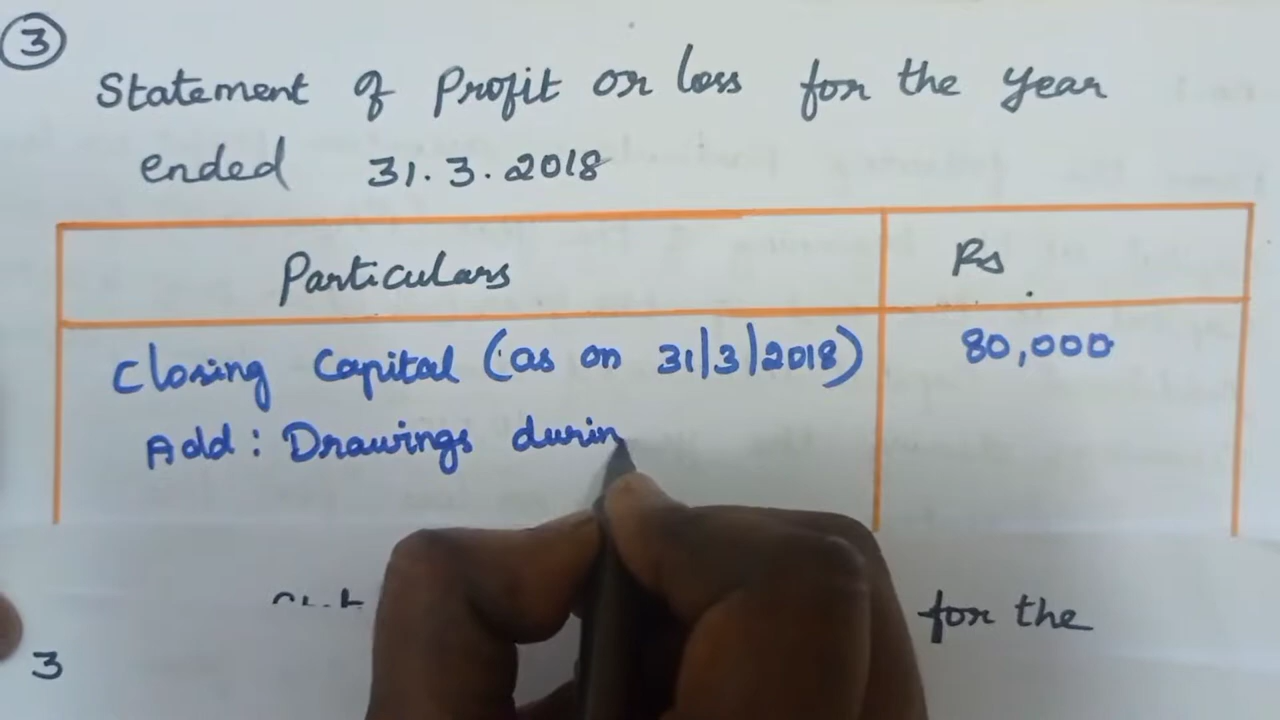 3
Statement of Profit or loss for the Year
ended 31.3.2018
Particulars Rs
Closing Capital (as on 31/3/2018) 80,000
Add: Drawings durin
for the
3